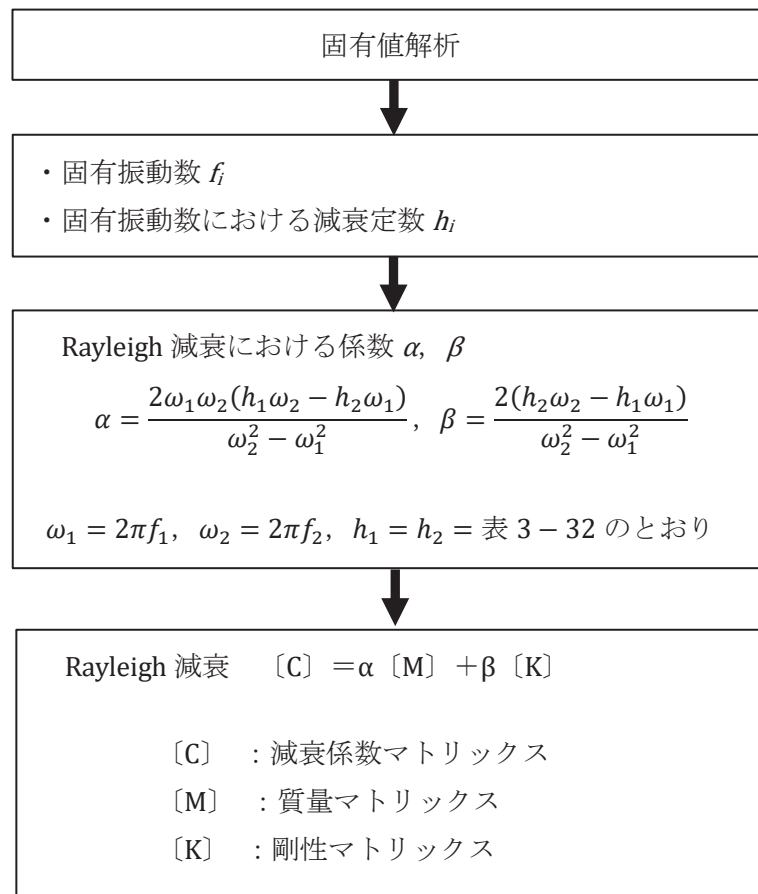 固有値解析
・固有振動数 fᵢ
・固有振動数における減衰定数 hᵢ
Rayleigh 減衰における係数 α, β
α = 2ω₁ω₂(h₁ω₂ − h₂ω₁) / (ω₂² − ω₁²) , β = 2(h₂ω₂ − h₁ω₁) / (ω₂² − ω₁²)
ω₁ = 2πf₁, ω₂ = 2πf₂, h₁ = h₂ = 表 3 − 32 のとおり
Rayleigh 減衰 〔C〕＝α〔M〕＋β〔K〕
〔C〕 ：減衰係数マトリックス
〔M〕 ：質量マトリックス
〔K〕 ：剛性マトリックス